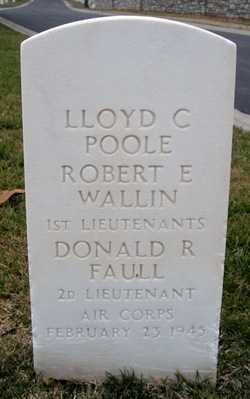 LLOYD C
POOLE
ROBERT E
WALLIN
1ST LIEUTENANTS
DONALD R
FAULL
2D LIEUTENANT
AIR CORPS
FEBRUARY 23 1945